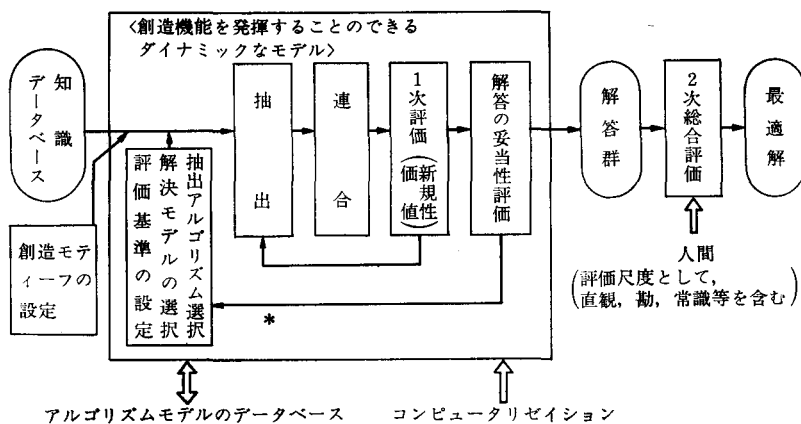 〈創造機能を発揮することのできる
ダイナミックなモデル〉
知識
データベース
創造モテ
ィーフの
設定
抽出アルゴリズム選択
解決モデルの選択
評価基準の設定
抽出
連合
1次評価
(新規性
価値)
解答の妥当性評価
解答群
2次総合評価
最適解
人間
(評価尺度として,
直観,勘,常識等を含む)
*
アルゴリズムモデルのデータベース
コンピュータリゼイション